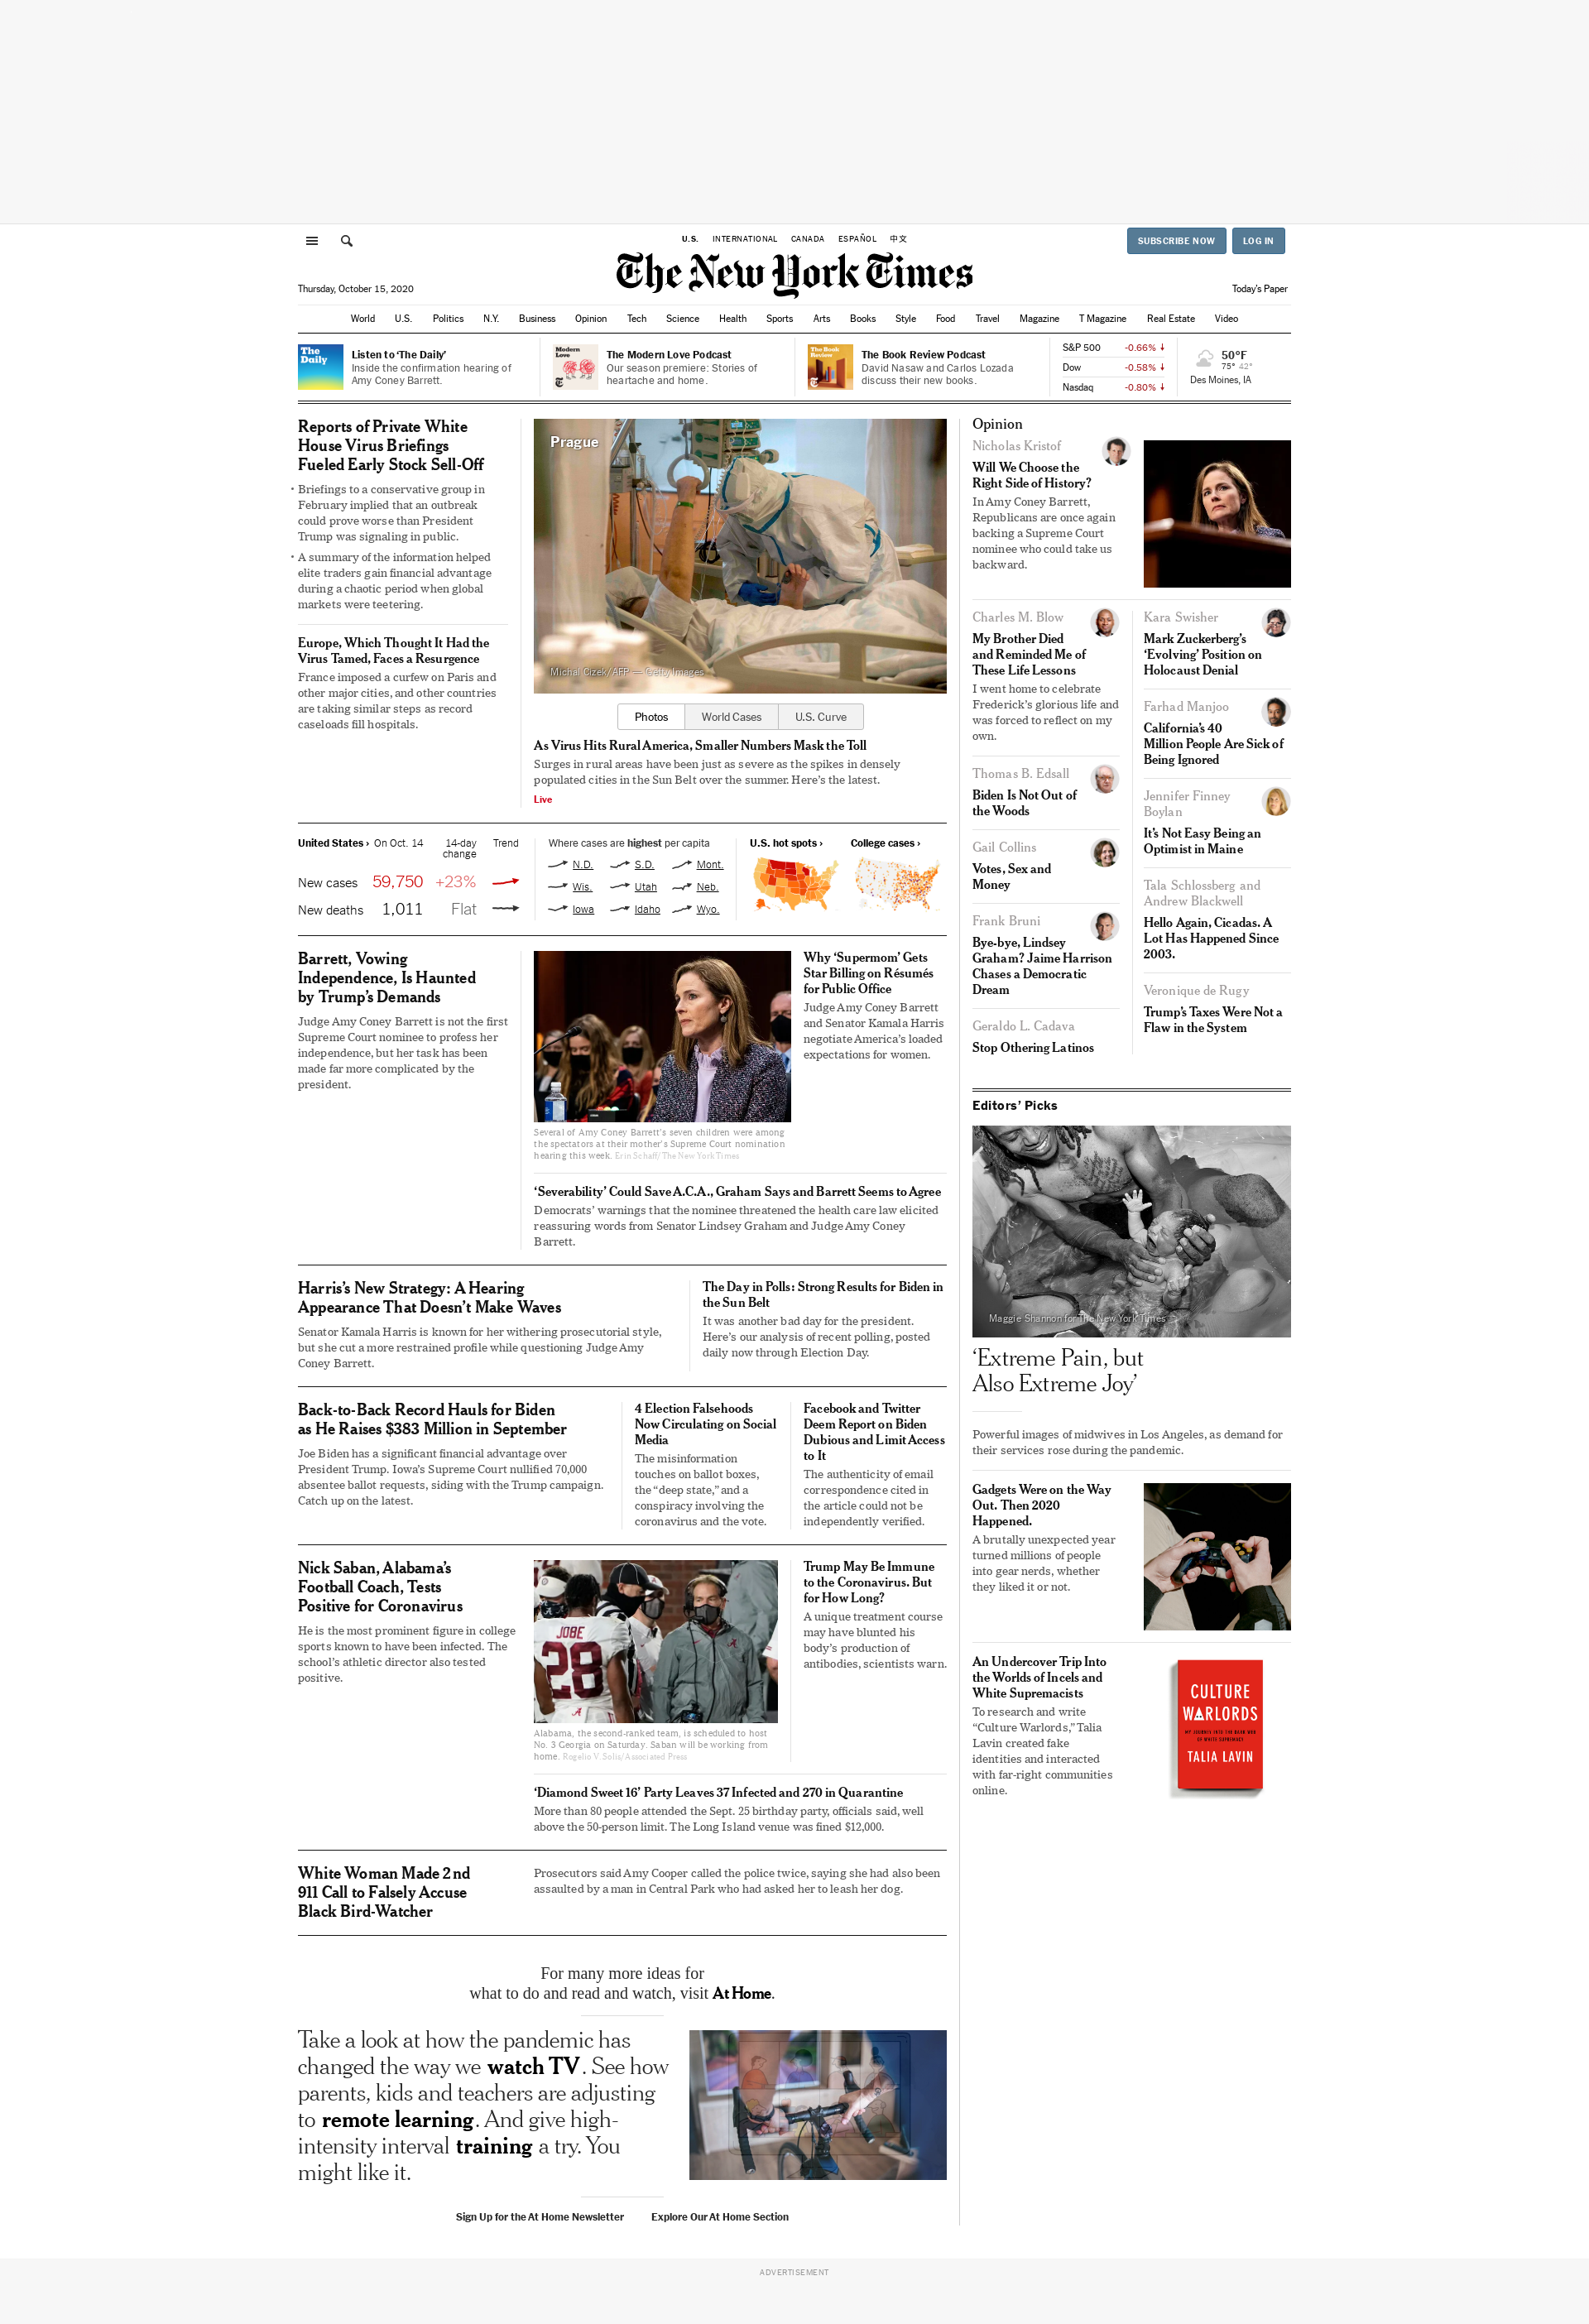 U.S. INTERNATIONAL CANADA ESPAÑOL 中文
SUBSCRIBE NOW LOG IN
The New York Times
Thursday, October 15, 2020
Today's Paper
World U.S. Politics N.Y. Business Opinion Tech Science Health Sports Arts Books Style Food Travel Magazine T Magazine Real Estate Video
The Daily
Listen to ‘The Daily’
Inside the confirmation hearing of
Amy Coney Barrett.
Modern Love
The Modern Love Podcast
Our season premiere: Stories of
heartache and home.
The Book Review
The Book Review Podcast
David Nasaw and Carlos Lozada
discuss their new books.
S&P 500 -0.66%
Dow -0.58%
Nasdaq -0.80%
50°F
75° 42°
Des Moines, IA
Reports of Private White
House Virus Briefings
Fueled Early Stock Sell-Off
• Briefings to a conservative group in
February implied that an outbreak
could prove worse than President
Trump was signaling in public.
• A summary of the information helped
elite traders gain financial advantage
during a chaotic period when global
markets were teetering.
Europe, Which Thought It Had the
Virus Tamed, Faces a Resurgence
France imposed a curfew on Paris and
other major cities, and other countries
are taking similar steps as record
caseloads fill hospitals.
Prague
Michal Cizek/AFP — Getty Images
Photos World Cases U.S. Curve
As Virus Hits Rural America, Smaller Numbers Mask the Toll
Surges in rural areas have been just as severe as the spikes in densely
populated cities in the Sun Belt over the summer. Here's the latest.
Live
United States › On Oct. 14 14-day change Trend
New cases 59,750 +23%
New deaths 1,011 Flat
Where cases are highest per capita
N.D. S.D. Mont.
Wis. Utah Neb.
Iowa Idaho Wyo.
U.S. hot spots › College cases ›
Barrett, Vowing
Independence, Is Haunted
by Trump's Demands
Judge Amy Coney Barrett is not the first
Supreme Court nominee to profess her
independence, but her task has been
made far more complicated by the
president.
Several of Amy Coney Barrett's seven children were among
the spectators at their mother's Supreme Court nomination
hearing this week. Erin Schaff/The New York Times
Why ‘Supermom’ Gets
Star Billing on Résumés
for Public Office
Judge Amy Coney Barrett
and Senator Kamala Harris
negotiate America's loaded
expectations for women.
‘Severability’ Could Save A.C.A., Graham Says and Barrett Seems to Agree
Democrats' warnings that the nominee threatened the health care law elicited
reassuring words from Senator Lindsey Graham and Judge Amy Coney
Barrett.
Harris's New Strategy: A Hearing
Appearance That Doesn't Make Waves
Senator Kamala Harris is known for her withering prosecutorial style,
but she cut a more restrained profile while questioning Judge Amy
Coney Barrett.
The Day in Polls: Strong Results for Biden in
the Sun Belt
It was another bad day for the president.
Here's our analysis of recent polling, posted
daily now through Election Day.
Back-to-Back Record Hauls for Biden
as He Raises $383 Million in September
Joe Biden has a significant financial advantage over
President Trump. Iowa's Supreme Court nullified 70,000
absentee ballot requests, siding with the Trump campaign.
Catch up on the latest.
4 Election Falsehoods
Now Circulating on Social
Media
The misinformation
touches on ballot boxes,
the “deep state,” and a
conspiracy involving the
coronavirus and the vote.
Facebook and Twitter
Deem Report on Biden
Dubious and Limit Access
to It
The authenticity of email
correspondence cited in
the article could not be
independently verified.
Nick Saban, Alabama's
Football Coach, Tests
Positive for Coronavirus
He is the most prominent figure in college
sports known to have been infected. The
school's athletic director also tested
positive.
JOBE
28
Alabama, the second-ranked team, is scheduled to host
No. 3 Georgia on Saturday. Saban will be working from
home. Rogelio V. Solis/Associated Press
Trump May Be Immune
to the Coronavirus. But
for How Long?
A unique treatment course
may have blunted his
body's production of
antibodies, scientists warn.
‘Diamond Sweet 16’ Party Leaves 37 Infected and 270 in Quarantine
More than 80 people attended the Sept. 25 birthday party, officials said, well
above the 50-person limit. The Long Island venue was fined $12,000.
White Woman Made 2nd
911 Call to Falsely Accuse
Black Bird-Watcher
Prosecutors said Amy Cooper called the police twice, saying she had also been
assaulted by a man in Central Park who had asked her to leash her dog.
For many more ideas for
what to do and read and watch, visit At Home.
Take a look at how the pandemic has
changed the way we watch TV. See how
parents, kids and teachers are adjusting
to remote learning. And give high-
intensity interval training a try. You
might like it.
Sign Up for the At Home Newsletter Explore Our At Home Section
Opinion
Nicholas Kristof
Will We Choose the
Right Side of History?
In Amy Coney Barrett,
Republicans are once again
backing a Supreme Court
nominee who could take us
backward.
Charles M. Blow
My Brother Died
and Reminded Me of
These Life Lessons
I went home to celebrate
Frederick's glorious life and
was forced to reflect on my
own.
Thomas B. Edsall
Biden Is Not Out of
the Woods
Gail Collins
Votes, Sex and
Money
Frank Bruni
Bye-bye, Lindsey
Graham? Jaime Harrison
Chases a Democratic
Dream
Geraldo L. Cadava
Stop Othering Latinos
Kara Swisher
Mark Zuckerberg's
‘Evolving’ Position on
Holocaust Denial
Farhad Manjoo
California's 40
Million People Are Sick of
Being Ignored
Jennifer Finney
Boylan
It's Not Easy Being an
Optimist in Maine
Tala Schlossberg and
Andrew Blackwell
Hello Again, Cicadas. A
Lot Has Happened Since
2003.
Veronique de Rugy
Trump's Taxes Were Not a
Flaw in the System
Editors' Picks
Maggie Shannon for The New York Times
‘Extreme Pain, but
Also Extreme Joy’
Powerful images of midwives in Los Angeles, as demand for
their services rose during the pandemic.
Gadgets Were on the Way
Out. Then 2020
Happened.
A brutally unexpected year
turned millions of people
into gear nerds, whether
they liked it or not.
An Undercover Trip Into
the Worlds of Incels and
White Supremacists
To research and write
“Culture Warlords,” Talia
Lavin created fake
identities and interacted
with far-right communities
online.
CULTURE
WARLORDS
MY JOURNEY INTO THE DARK WEB
OF WHITE SUPREMACY
TALIA LAVIN
ADVERTISEMENT